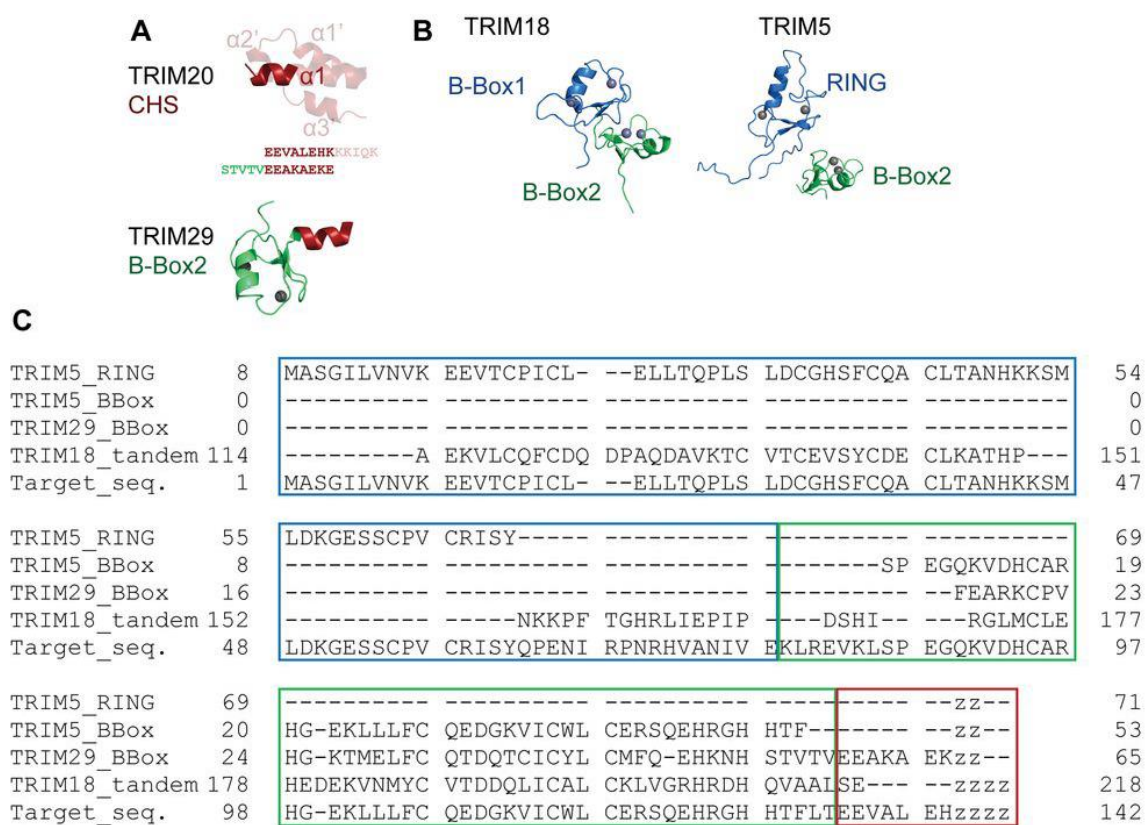 A
α2' α1'
TRIM20
α1
CHS
α3
EEVALEHKKKIQK
STVTVEEAKAEKE
TRIM29
B-Box2
B
TRIM18
TRIM5
B-Box1
RING
B-Box2
B-Box2
C
TRIM5_RING 8 MASGILVNVK EEVTCPICL- --ELLTQPLS LDCGHSFCQA CLTANHKKSM 54
TRIM5_BBox 0 ---------- ---------- ---------- ---------- ---------- 0
TRIM29_BBox 0 ---------- ---------- ---------- ---------- ---------- 0
TRIM18_tandem 114 ---------A EKVLCQFCDQ DPAQDAVKTC VTCEVSYCDE CLKATHP--- 151
Target_seq. 1 MASGILVNVK EEVTCPICL- --ELLTQPLS LDCGHSFCQA CLTANHKKSM 47
TRIM5_RING 55 LDKGESSCPV CRISY----- ---------- ---------- ---------- 69
TRIM5_BBox 8 ---------- ---------- ---------- --------SP EGQKVDHCAR 19
TRIM29_BBox 16 ---------- ---------- ---------- ---------- --FEARKCPV 23
TRIM18_tandem 152 ---------- -----NKKPF TGHRLIEPIP ---DSHI--- ---RGLMCLE 177
Target_seq. 48 LDKGESSCPV CRISYQPENI RPNRHVANIV EKLREVKLSP EGQKVDHCAR 97
TRIM5_RING 69 ---------- ---------- ---------- ---------- --zz-- 71
TRIM5_BBox 20 HG-EKLLLFC QEDGKVICWL CERSQEHRGH HTF------- ------ 53
TRIM29_BBox 24 HG-KTMELFC QTDQTCICYL CMFQ-EHKNH STVTVEEAKA EKzz-- 65
TRIM18_tandem 178 HEDEKVNMYC VTDDQLICAL CKLVGRHRDH QVAALSE--- --zzzz 218
Target_seq. 98 HG-EKLLLFC QEDGKVICWL CERSQEHRGH HTFLTEEVAL EHzzzz 142